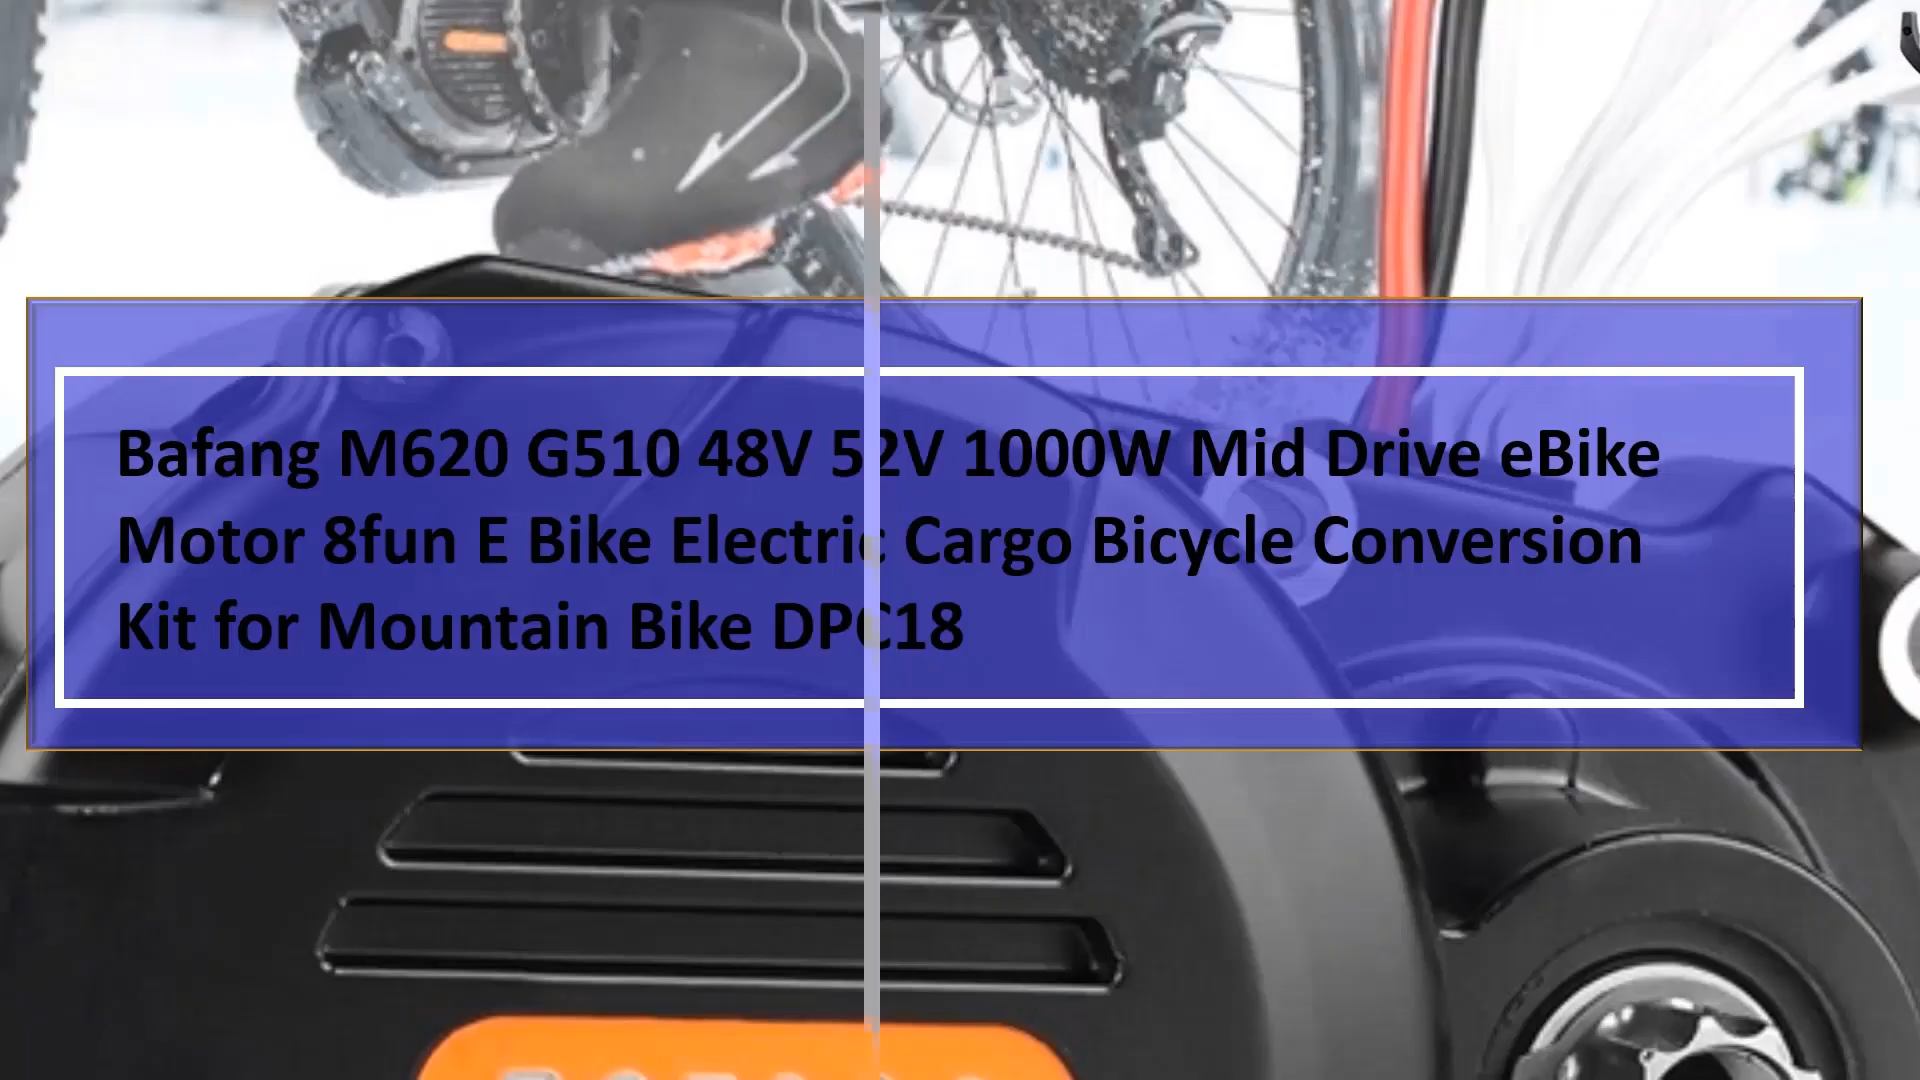 Bafang M620 G510 48V 52V 1000W Mid Drive eBike
Motor 8fun E Bike Electric Cargo Bicycle Conversion
Kit for Mountain Bike DPC18